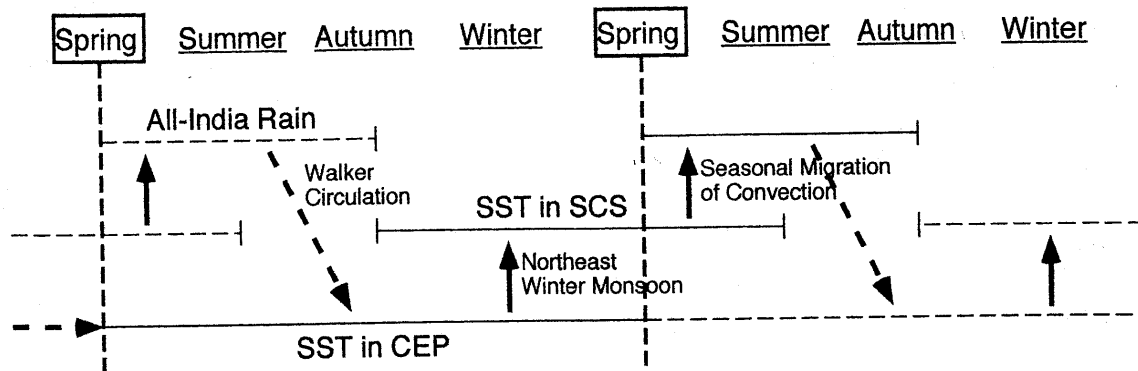 Spring Summer Autumn Winter Spring Summer Autumn Winter
All-India Rain
Walker
Circulation
Seasonal Migration
of Convection
SST in SCS
Northeast
Winter Monsoon
SST in CEP